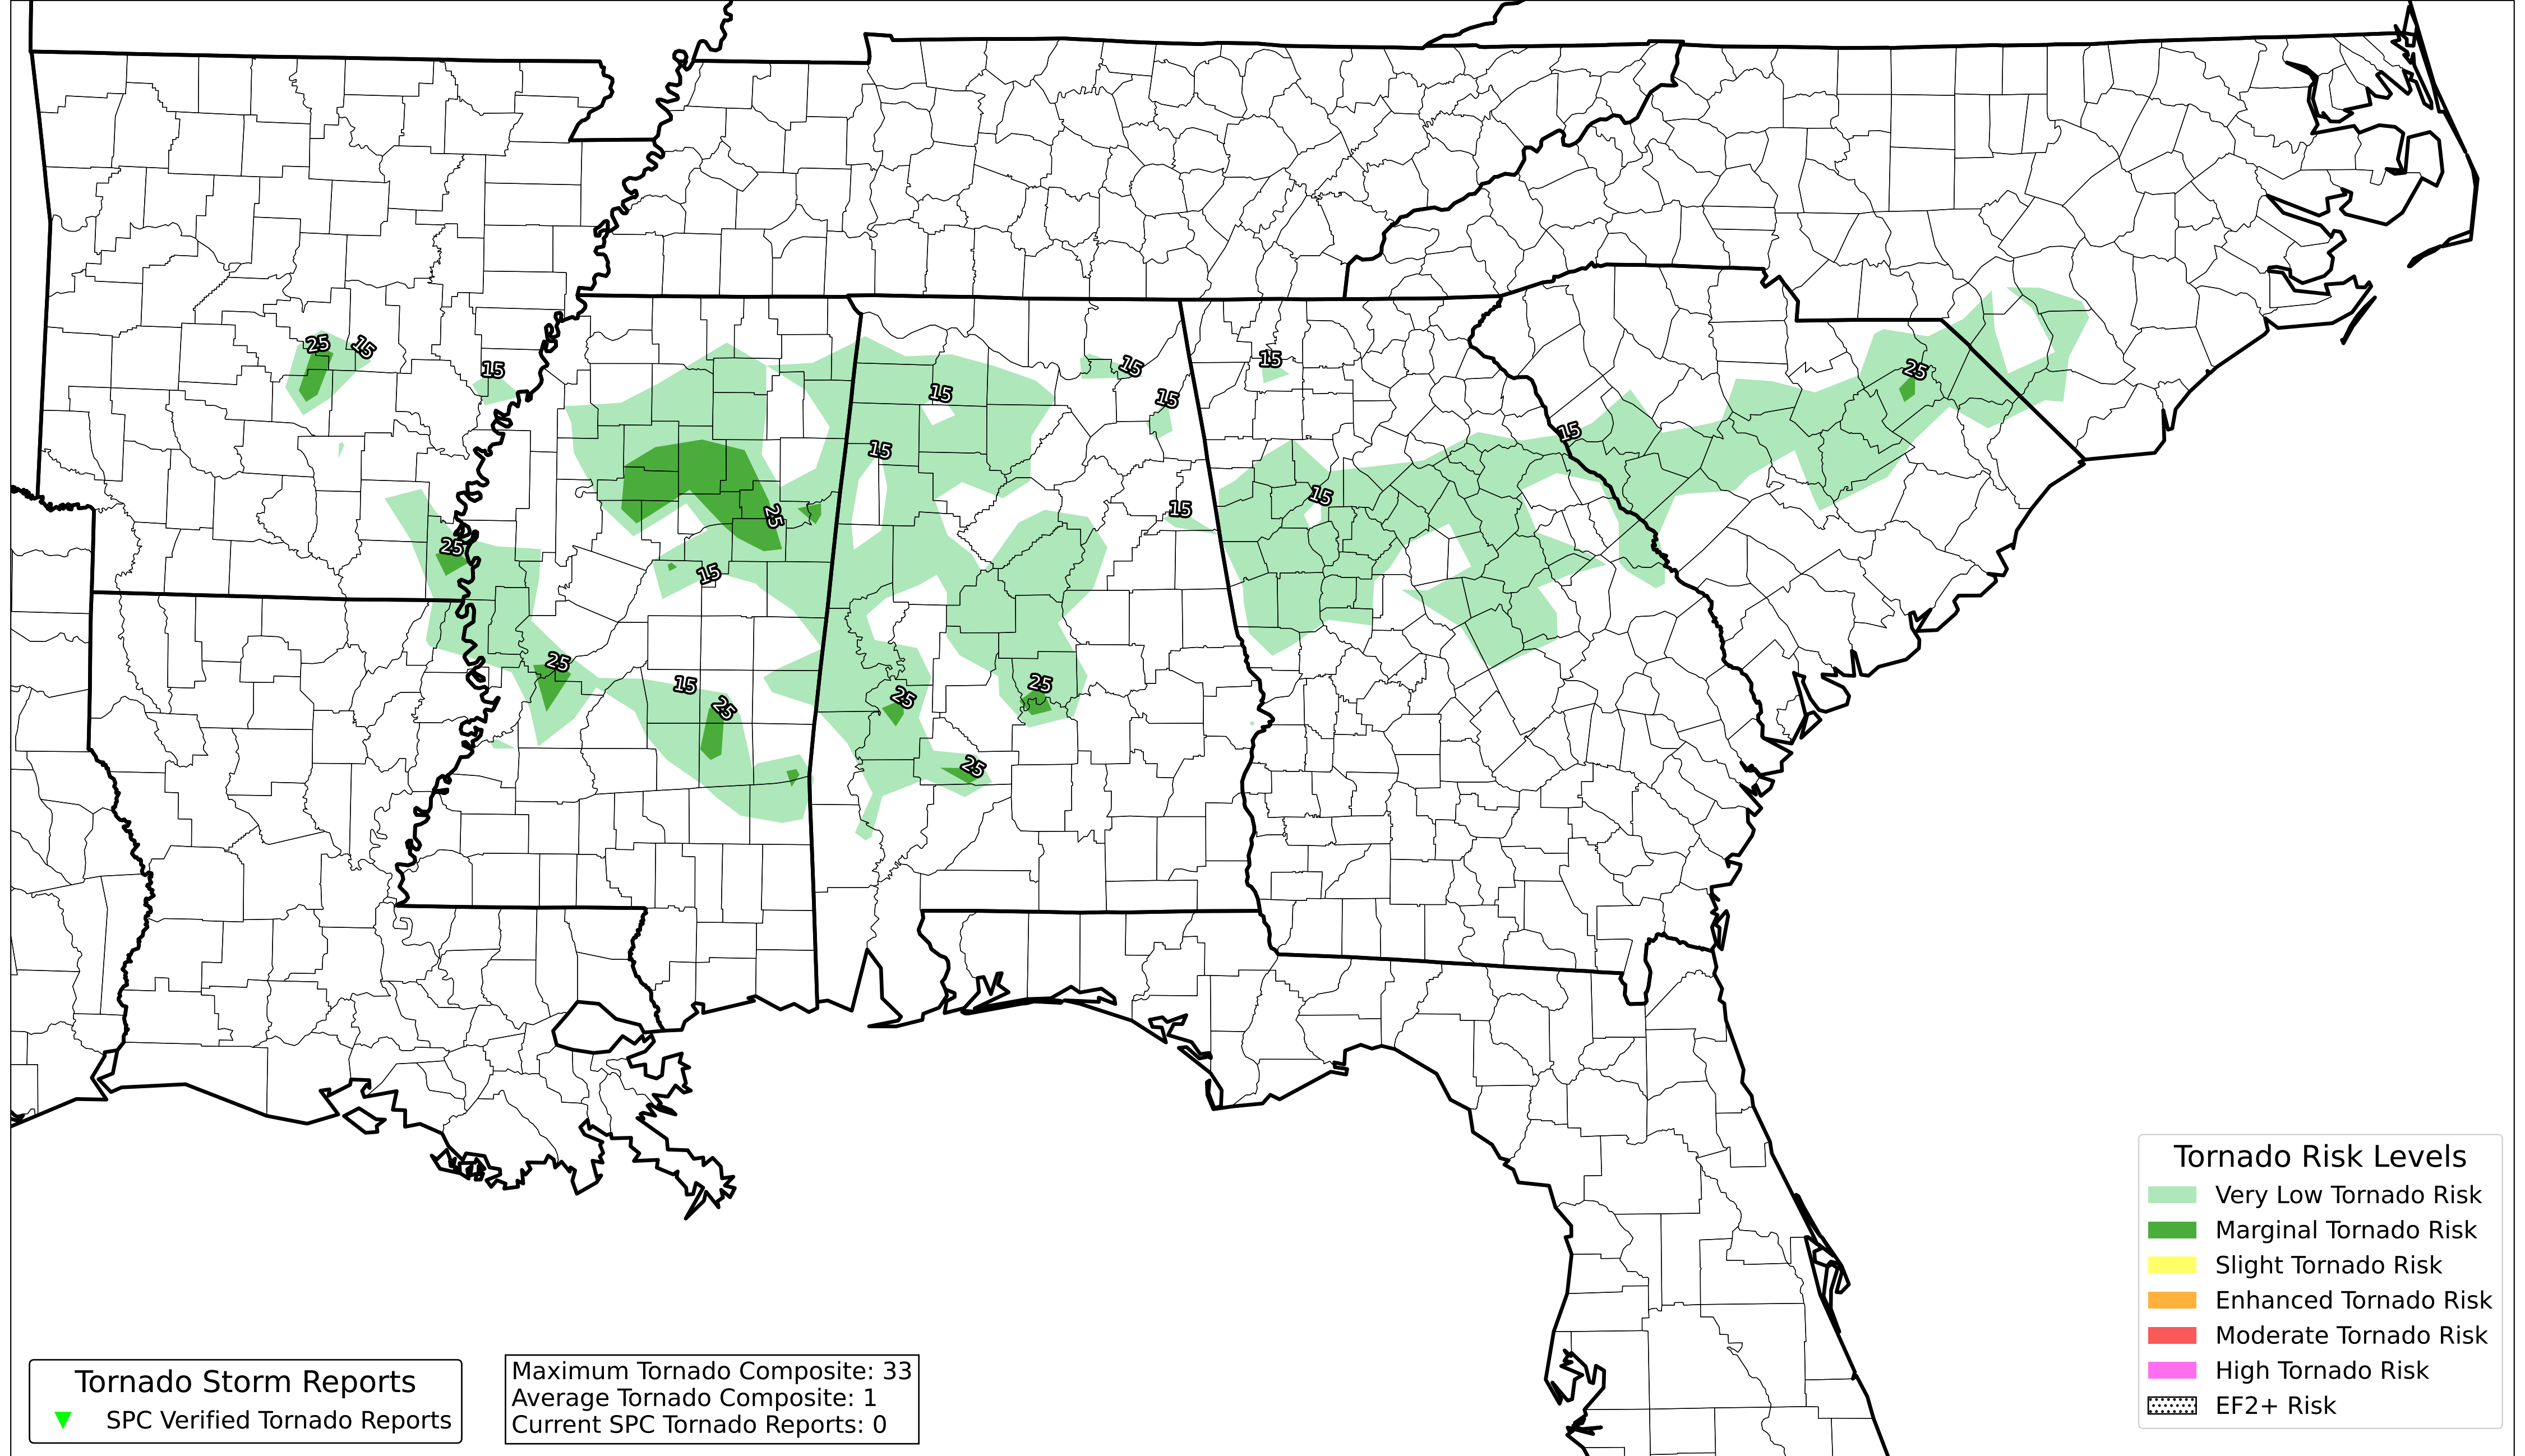 25
15
15
15
15
15
25
15
15
15
15
25
15
25
25
15
25
15
25
25
25
25
Tornado Risk Levels
Very Low Tornado Risk
Marginal Tornado Risk
Slight Tornado Risk
Enhanced Tornado Risk
Moderate Tornado Risk
High Tornado Risk
EF2+ Risk
Tornado Storm Reports
SPC Verified Tornado Reports
Maximum Tornado Composite: 33
Average Tornado Composite: 1
Current SPC Tornado Reports: 0